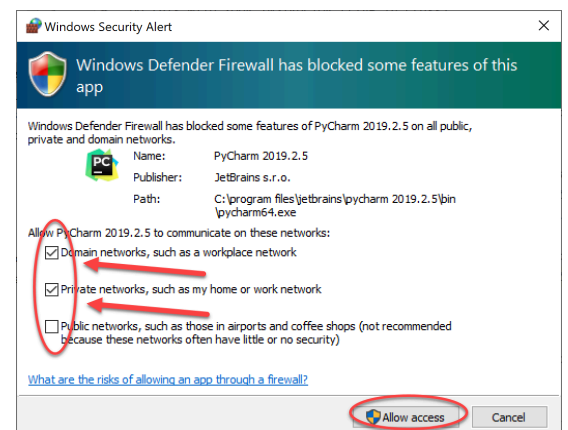 Windows Security Alert
Windows Defender Firewall has blocked some features of this
app
Windows Defender Firewall has blocked some features of PyCharm 2019.2.5 on all public,
private and domain networks.
PC
Name: PyCharm 2019.2.5
Publisher: JetBrains s.r.o.
Path: C:\program files\jetbrains\pycharm 2019.2.5\bin
\pycharm64.exe
Allow PyCharm 2019.2.5 to communicate on these networks:
Domain networks, such as a workplace network
Private networks, such as my home or work network
Public networks, such as those in airports and coffee shops (not recommended
because these networks often have little or no security)
What are the risks of allowing an app through a firewall?
Allow access Cancel